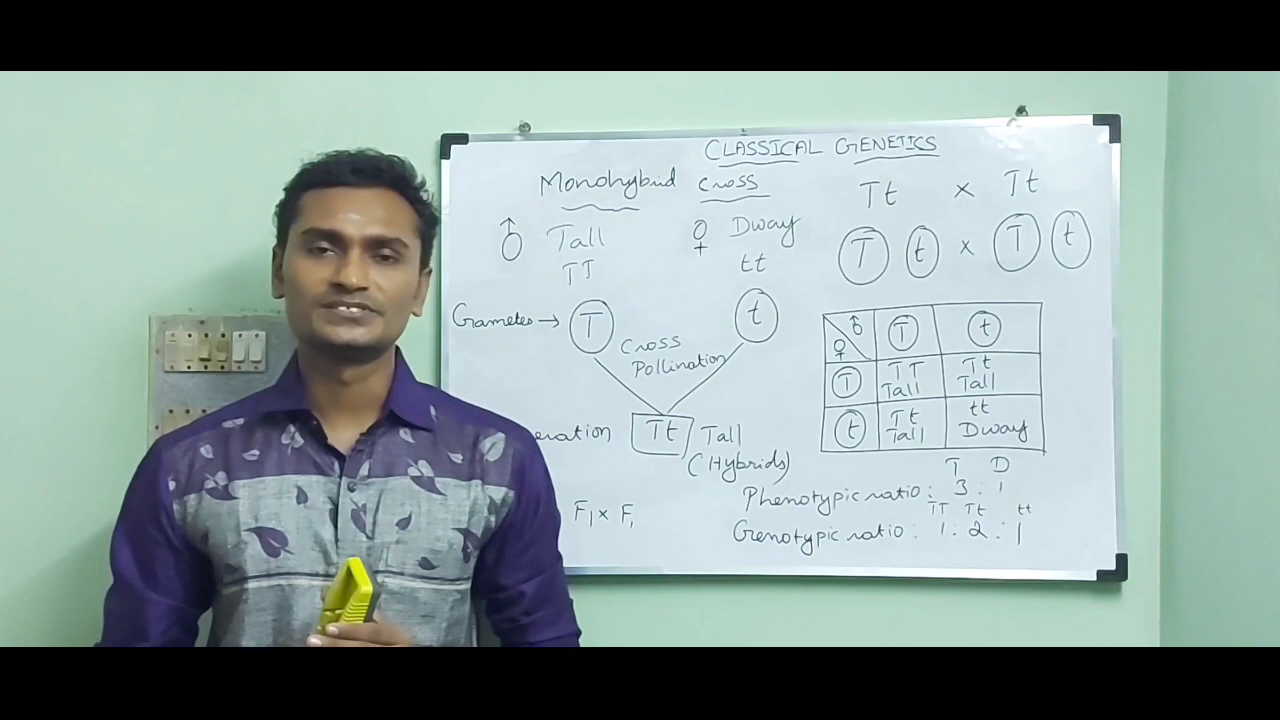 CLASSICAL GENETICS
Monohybrid cross
♂ Tall ♀ Dwarf
TT tt
Gametes → T t
Cross
Pollination
eration Tt Tall
(Hybrids)
F₁ × F₁
Tt × Tt
T t × T t
♂ ♀ T t
T TT Tt
Tall Tall
t Tt tt
Tall Dwarf
T D
Phenotypic ratio : 3 : 1
TT Tt tt
Genotypic ratio : 1 : 2 : 1